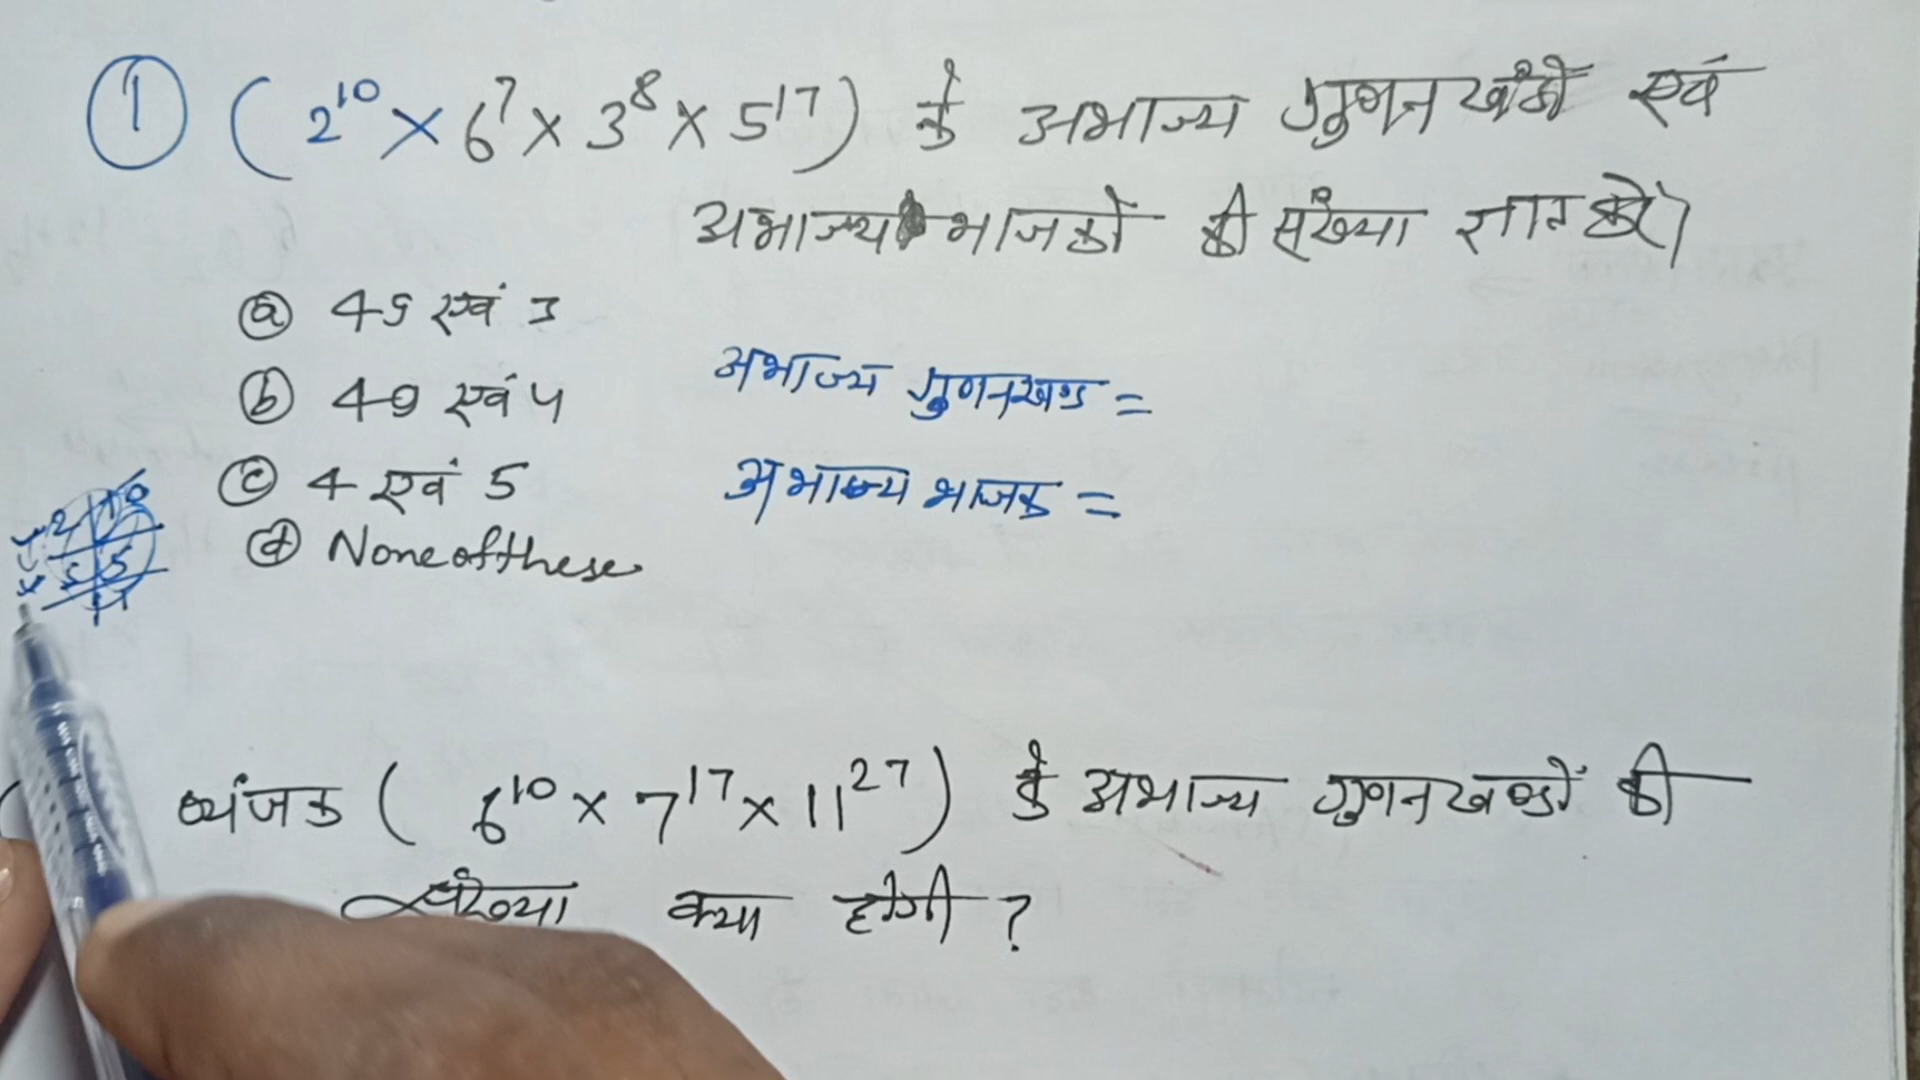 ① (2¹⁰ × 6⁷ × 3⁸ × 5¹⁷) के अभाज्य गुणनखंडों एवं
अभाज्य भाजकों की संख्या ज्ञात करें।
ⓐ 49 एवं 3
ⓑ 49 एवं 4
ⓒ 4 एवं 5
ⓓ None of these
अभाज्य गुणनखण्ड =
अभाज्य भाजक =
व्यंजक (6¹⁰ × 7¹⁷ × 11²⁷) के अभाज्य गुणनखण्डों की
संख्या क्या होगी ?